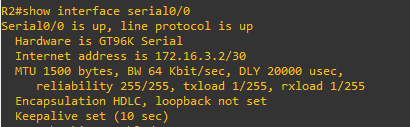 R2#show interface serial0/0
Serial0/0 is up, line protocol is up
Hardware is GT96K Serial
Internet address is 172.16.3.2/30
MTU 1500 bytes, BW 64 Kbit/sec, DLY 20000 usec,
reliability 255/255, txload 1/255, rxload 1/255
Encapsulation HDLC, loopback not set
Keepalive set (10 sec)